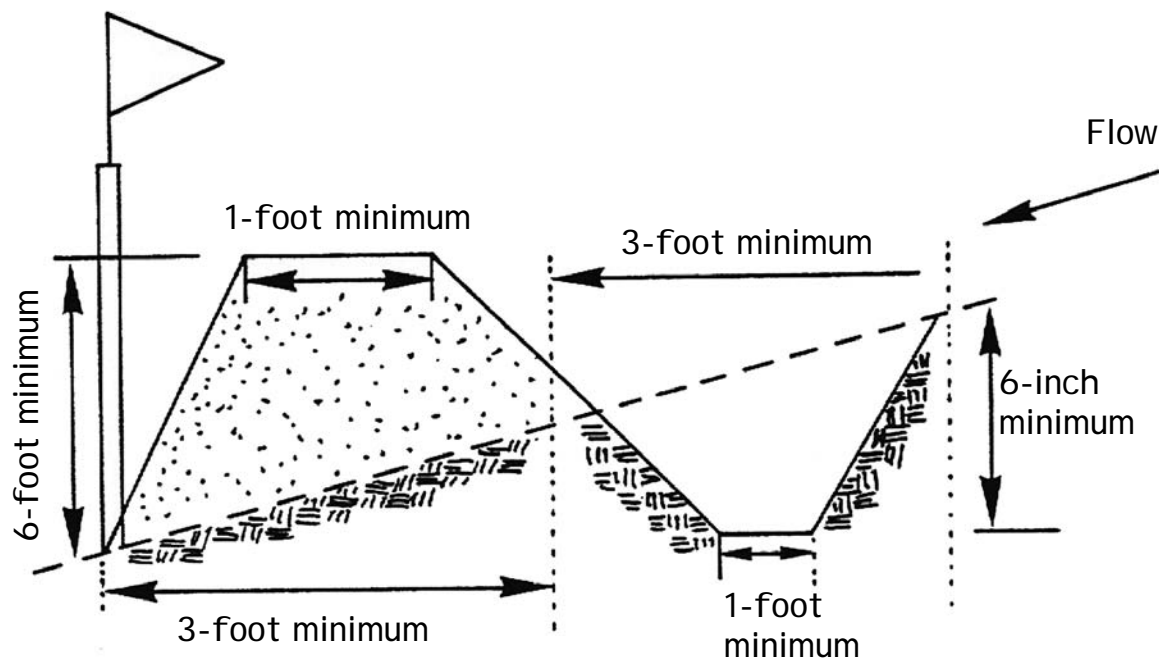 Flow
1-foot minimum
3-foot minimum
6-foot minimum
6-inch
minimum
3-foot minimum
1-foot
minimum